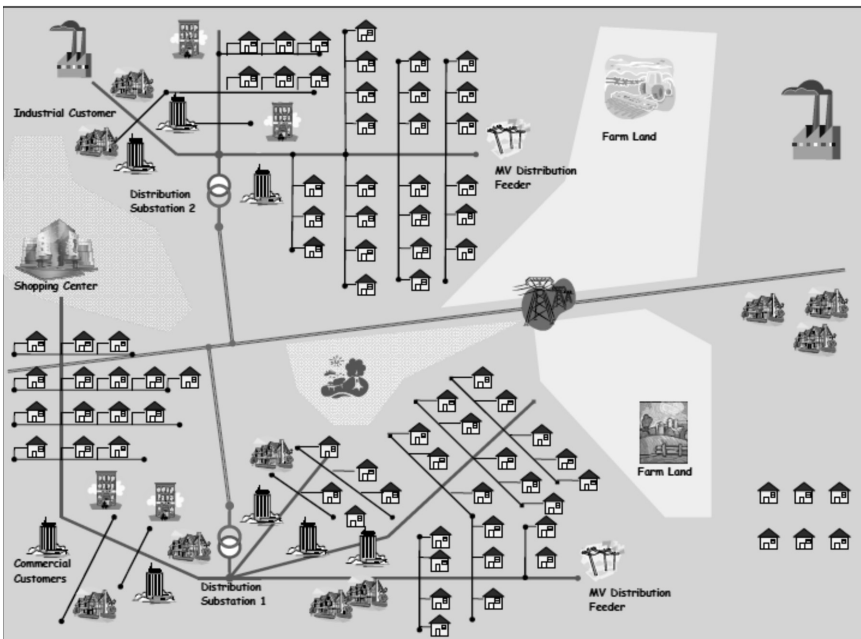 Industrial Customer
Farm Land
MV Distribution
Feeder
Distribution
Substation 2
Shopping Center
Farm Land
Commercial
Customers
Distribution
Substation 1
MV Distribution
Feeder